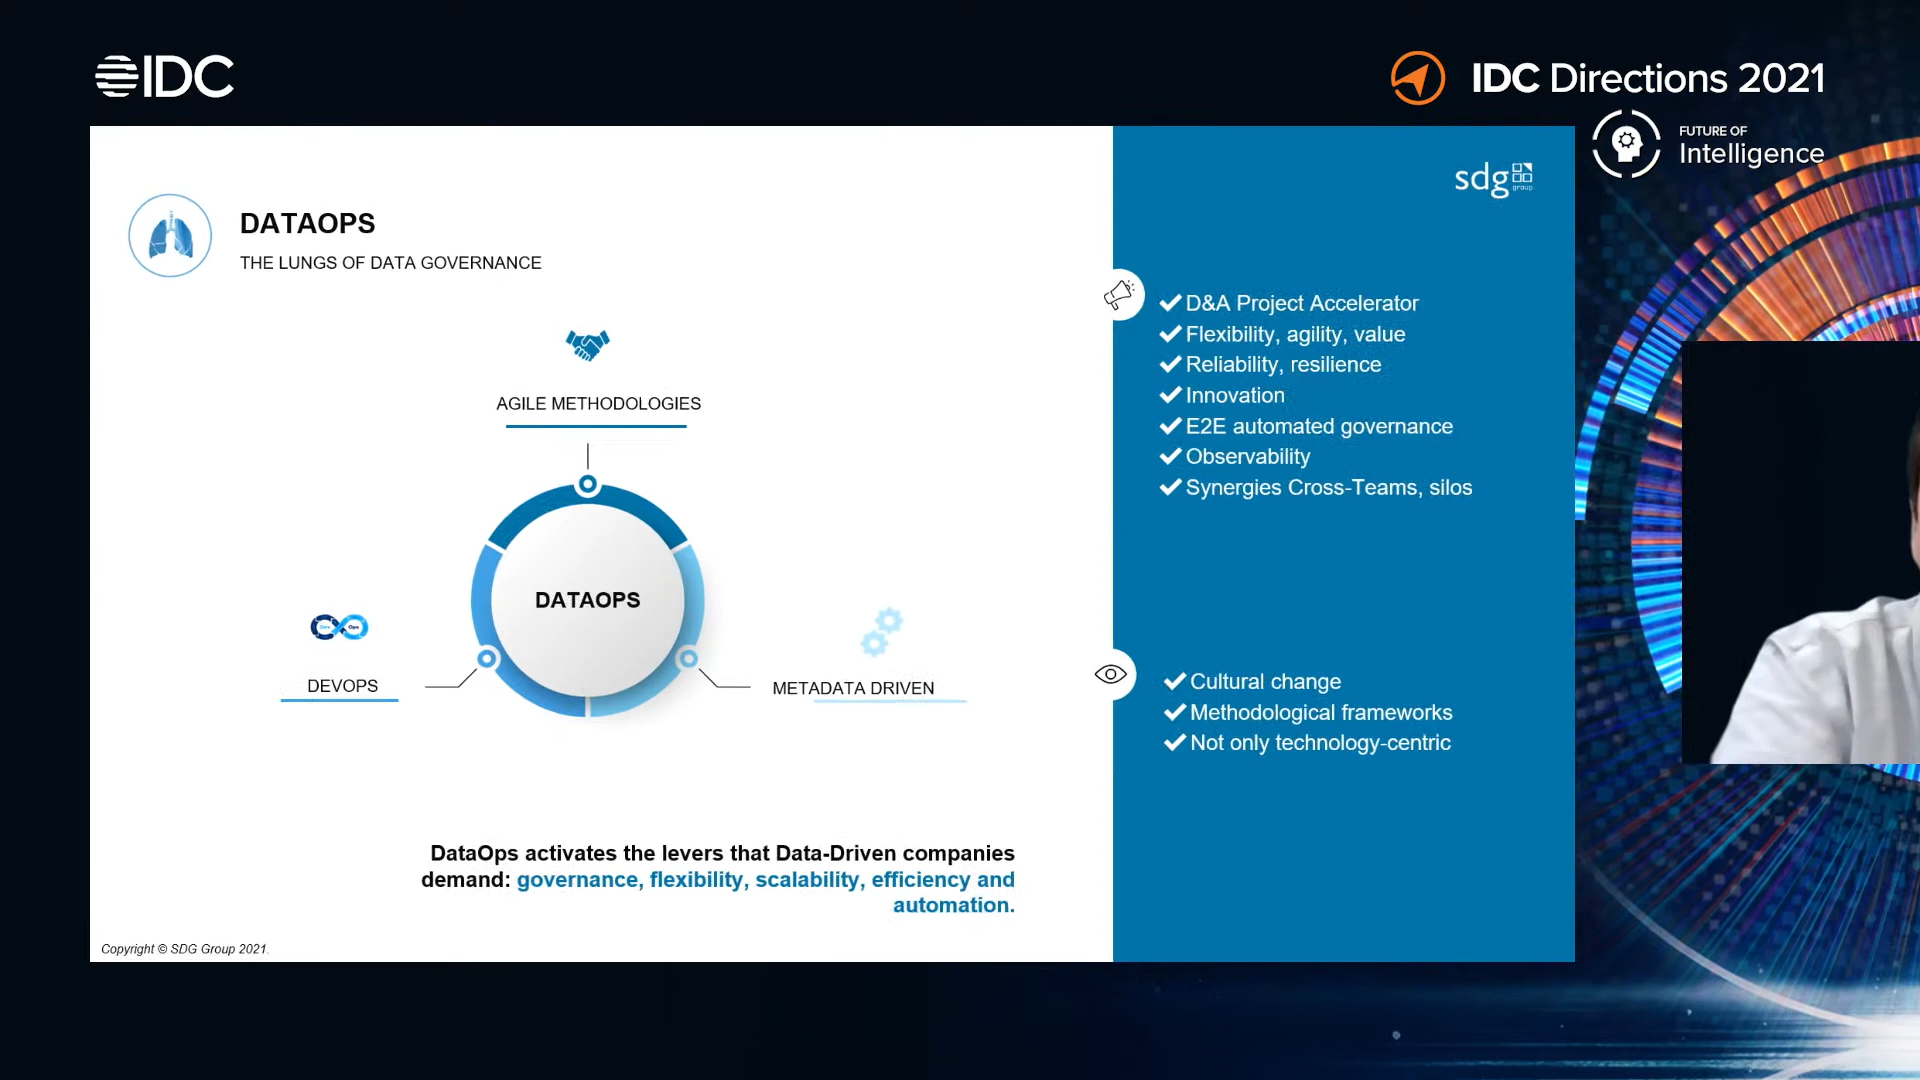 IDC
IDC Directions 2021
FUTURE OF
Intelligence
sdg
group
DATAOPS
THE LUNGS OF DATA GOVERNANCE
AGILE METHODOLOGIES
DATAOPS
Dev Ops
DEVOPS
METADATA DRIVEN
DataOps activates the levers that Data-Driven companies
demand: governance, flexibility, scalability, efficiency and
automation.
Copyright © SDG Group 2021.
D&A Project Accelerator
Flexibility, agility, value
Reliability, resilience
Innovation
E2E automated governance
Observability
Synergies Cross-Teams, silos
Cultural change
Methodological frameworks
Not only technology-centric